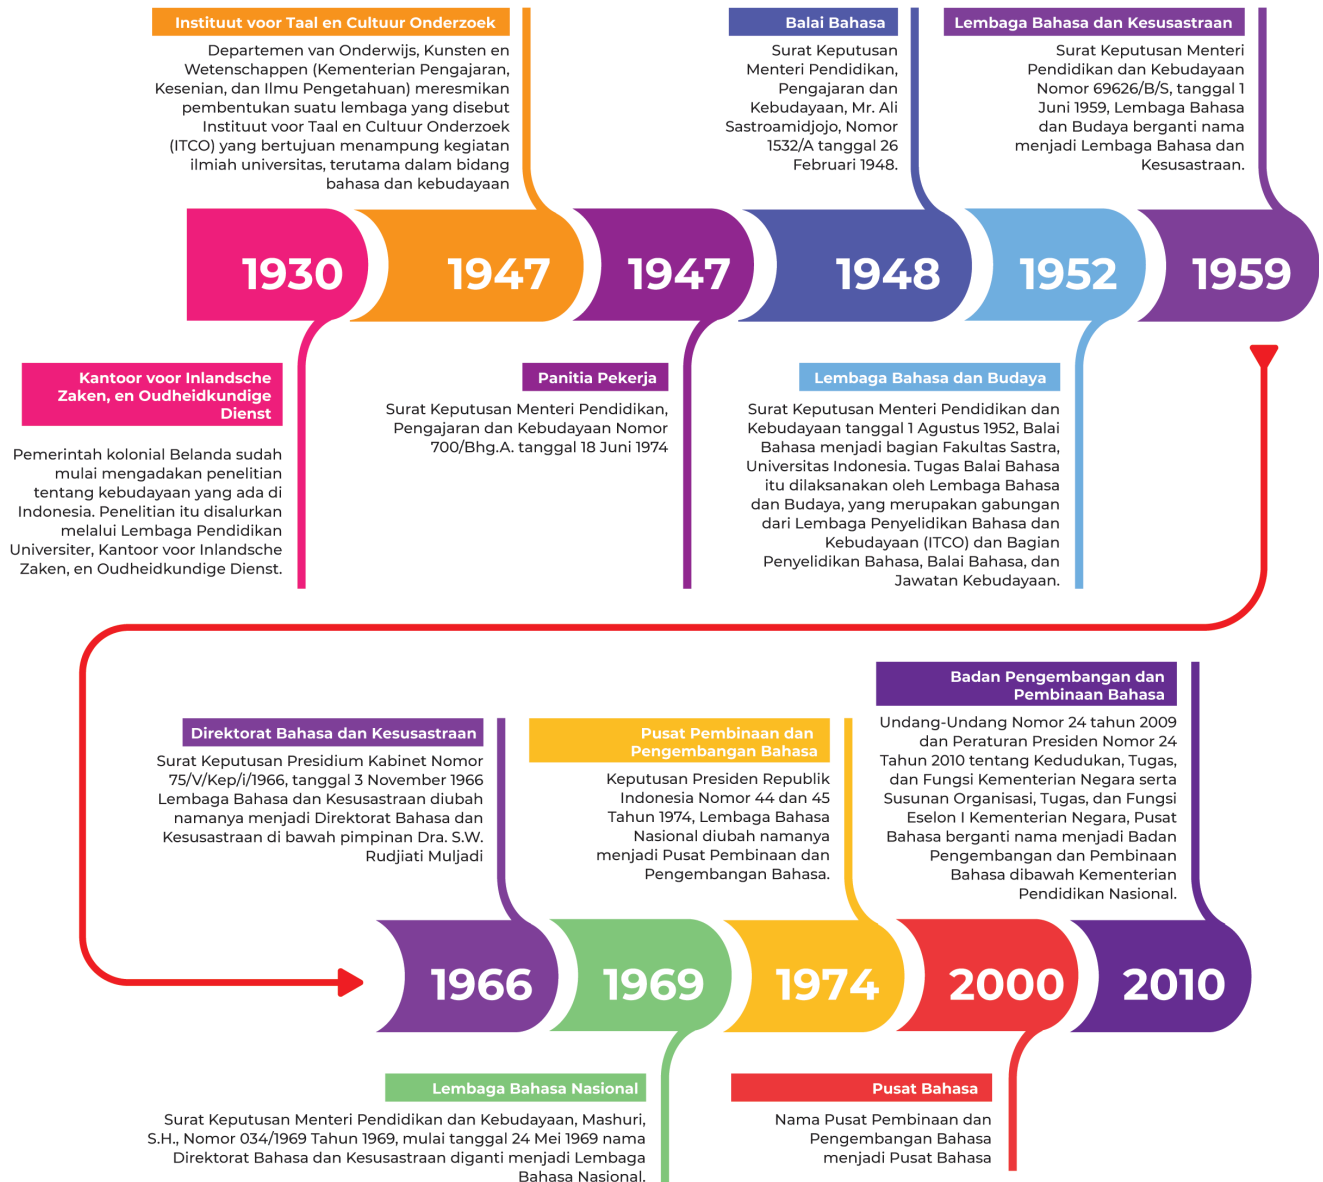 Instituut voor Taal en Cultuur Onderzoek
Departemen van Onderwijs, Kunsten en
Wetenschappen (Kementerian Pengajaran,
Kesenian, dan Ilmu Pengetahuan) meresmikan
pembentukan suatu lembaga yang disebut
Instituut voor Taal en Cultuur Onderzoek
(ITCO) yang bertujuan menampung kegiatan
ilmiah universitas, terutama dalam bidang
bahasa dan kebudayaan
Balai Bahasa
Surat Keputusan
Menteri Pendidikan,
Pengajaran dan
Kebudayaan, Mr. Ali
Sastroamidjojo, Nomor
1532/A tanggal 26
Februari 1948.
Lembaga Bahasa dan Kesusastraan
Surat Keputusan Menteri
Pendidikan dan Kebudayaan
Nomor 69626/B/S, tanggal 1
Juni 1959, Lembaga Bahasa
dan Budaya berganti nama
menjadi Lembaga Bahasa dan
Kesusastraan.
1930
1947
1947
1948
1952
1959
Kantoor voor Inlandsche
Zaken, en Oudheidkundige
Dienst
Pemerintah kolonial Belanda sudah
mulai mengadakan penelitian
tentang kebudayaan yang ada di
Indonesia. Penelitian itu disalurkan
melalui Lembaga Pendidikan
Universiter, Kantoor voor Inlandsche
Zaken, en Oudheidkundige Dienst.
Panitia Pekerja
Surat Keputusan Menteri Pendidikan,
Pengajaran dan Kebudayaan Nomor
700/Bhg.A. tanggal 18 Juni 1974
Lembaga Bahasa dan Budaya
Surat Keputusan Menteri Pendidikan dan
Kebudayaan tanggal 1 Agustus 1952, Balai
Bahasa menjadi bagian Fakultas Sastra,
Universitas Indonesia. Tugas Balai Bahasa
itu dilaksanakan oleh Lembaga Bahasa
dan Budaya, yang merupakan gabungan
dari Lembaga Penyelidikan Bahasa dan
Kebudayaan (ITCO) dan Bagian
Penyelidikan Bahasa, Balai Bahasa, dan
Jawatan Kebudayaan.
Direktorat Bahasa dan Kesusastraan
Surat Keputusan Presidium Kabinet Nomor
75/V/Kep/i/1966, tanggal 3 November 1966
Lembaga Bahasa dan Kesusastraan diubah
namanya menjadi Direktorat Bahasa dan
Kesusastraan di bawah pimpinan Dra. S.W.
Rudjiati Muljadi
Pusat Pembinaan dan
Pengembangan Bahasa
Keputusan Presiden Republik
Indonesia Nomor 44 dan 45
Tahun 1974, Lembaga Bahasa
Nasional diubah namanya
menjadi Pusat Pembinaan dan
Pengembangan Bahasa.
Badan Pengembangan dan
Pembinaan Bahasa
Undang-Undang Nomor 24 tahun 2009
dan Peraturan Presiden Nomor 24
Tahun 2010 tentang Kedudukan, Tugas,
dan Fungsi Kementerian Negara serta
Susunan Organisasi, Tugas, dan Fungsi
Eselon I Kementerian Negara, Pusat
Bahasa berganti nama menjadi Badan
Pengembangan dan Pembinaan
Bahasa dibawah Kementerian
Pendidikan Nasional.
1966
1969
1974
2000
2010
Lembaga Bahasa Nasional
Surat Keputusan Menteri Pendidikan dan Kebudayaan, Mashuri,
S.H., Nomor 034/1969 Tahun 1969, mulai tanggal 24 Mei 1969 nama
Direktorat Bahasa dan Kesusastraan diganti menjadi Lembaga
Bahasa Nasional.
Pusat Bahasa
Nama Pusat Pembinaan dan
Pengembangan Bahasa
menjadi Pusat Bahasa